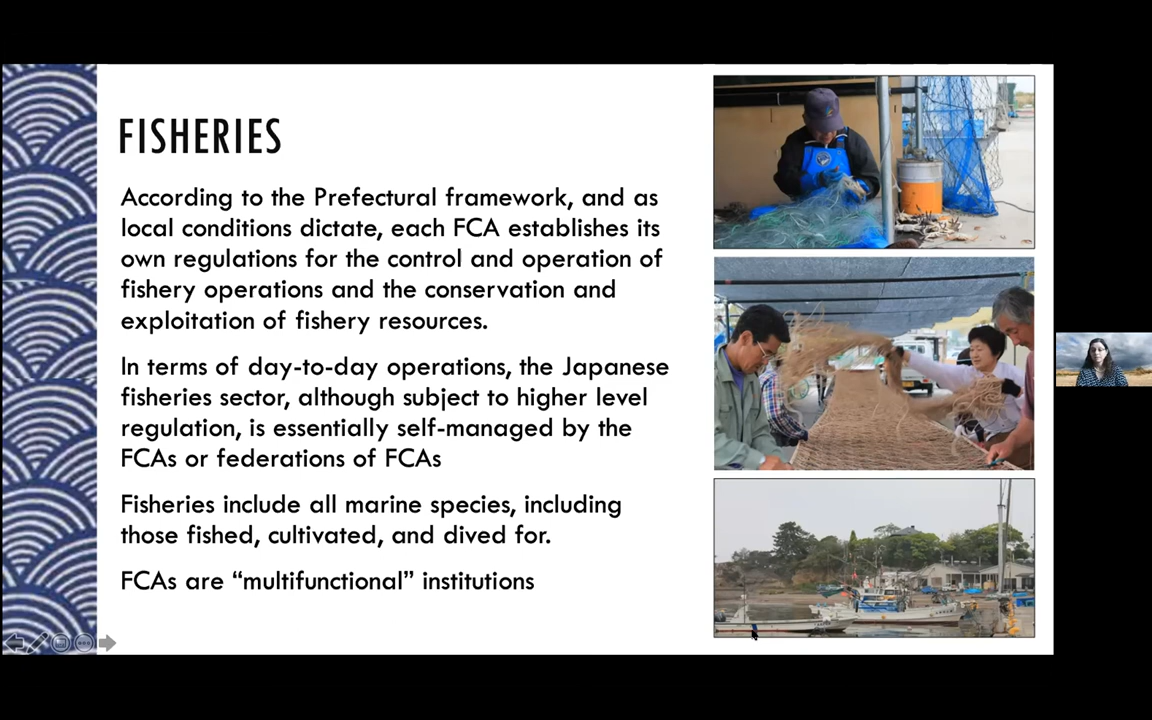 FISHERIES
According to the Prefectural framework, and as
local conditions dictate, each FCA establishes its
own regulations for the control and operation of
fishery operations and the conservation and
exploitation of fishery resources.
In terms of day-to-day operations, the Japanese
fisheries sector, although subject to higher level
regulation, is essentially self-managed by the
FCAs or federations of FCAs
Fisheries include all marine species, including
those fished, cultivated, and dived for.
FCAs are “multifunctional” institutions